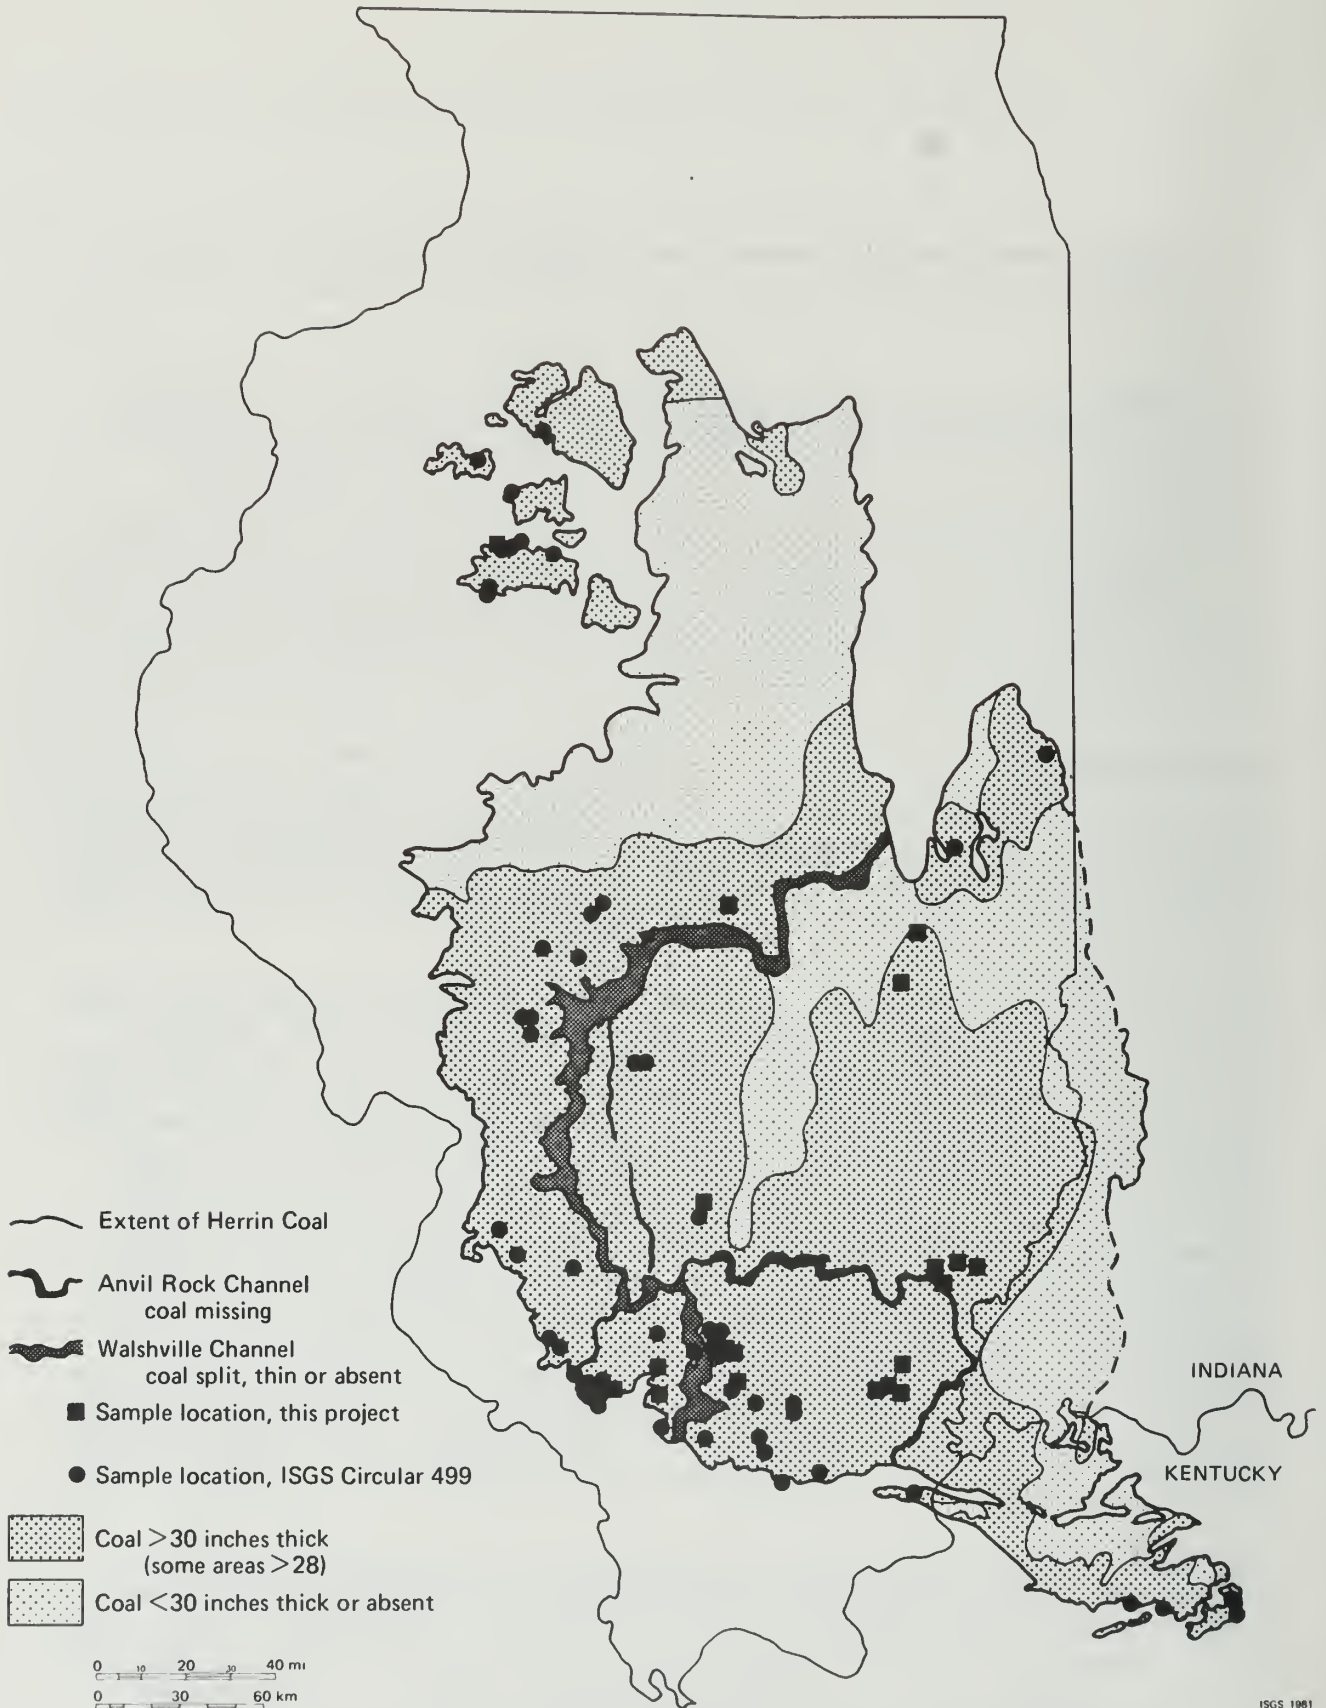 Extent of Herrin Coal
Anvil Rock Channel
coal missing
Walshville Channel
coal split, thin or absent
Sample location, this project
Sample location, ISGS Circular 499
Coal >30 inches thick
(some areas >28)
Coal <30 inches thick or absent
0 10 20 30 40 mi
0 30 60 km
INDIANA
KENTUCKY
ISGS 1981